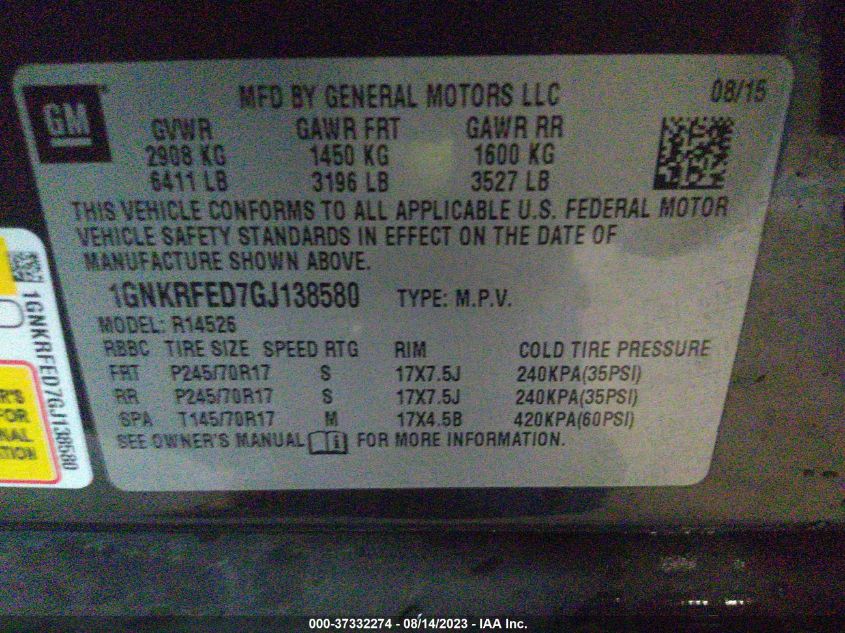 GM
MFD BY GENERAL MOTORS LLC 08/15
GVWR GAWR FRT GAWR RR
2908 KG 1450 KG 1600 KG
6411 LB 3196 LB 3527 LB
THIS VEHICLE CONFORMS TO ALL APPLICABLE U.S. FEDERAL MOTOR
VEHICLE SAFETY STANDARDS IN EFFECT ON THE DATE OF
MANUFACTURE SHOWN ABOVE.
1GNKRFED7GJ138580 TYPE: M.P.V.
MODEL: R14526
RBBC TIRE SIZE SPEED RTG RIM COLD TIRE PRESSURE
FRT P245/70R17 S 17X7.5J 240KPA(35PSI)
RR P245/70R17 S 17X7.5J 240KPA(35PSI)
SPA T145/70R17 M 17X4.5B 420KPA(60PSI)
SEE OWNER'S MANUAL FOR MORE INFORMATION.
1GNKRFED7GJ138580
R'S
FOR
NAL
TION
000-37332274 - 08/14/2023 - IAA Inc.